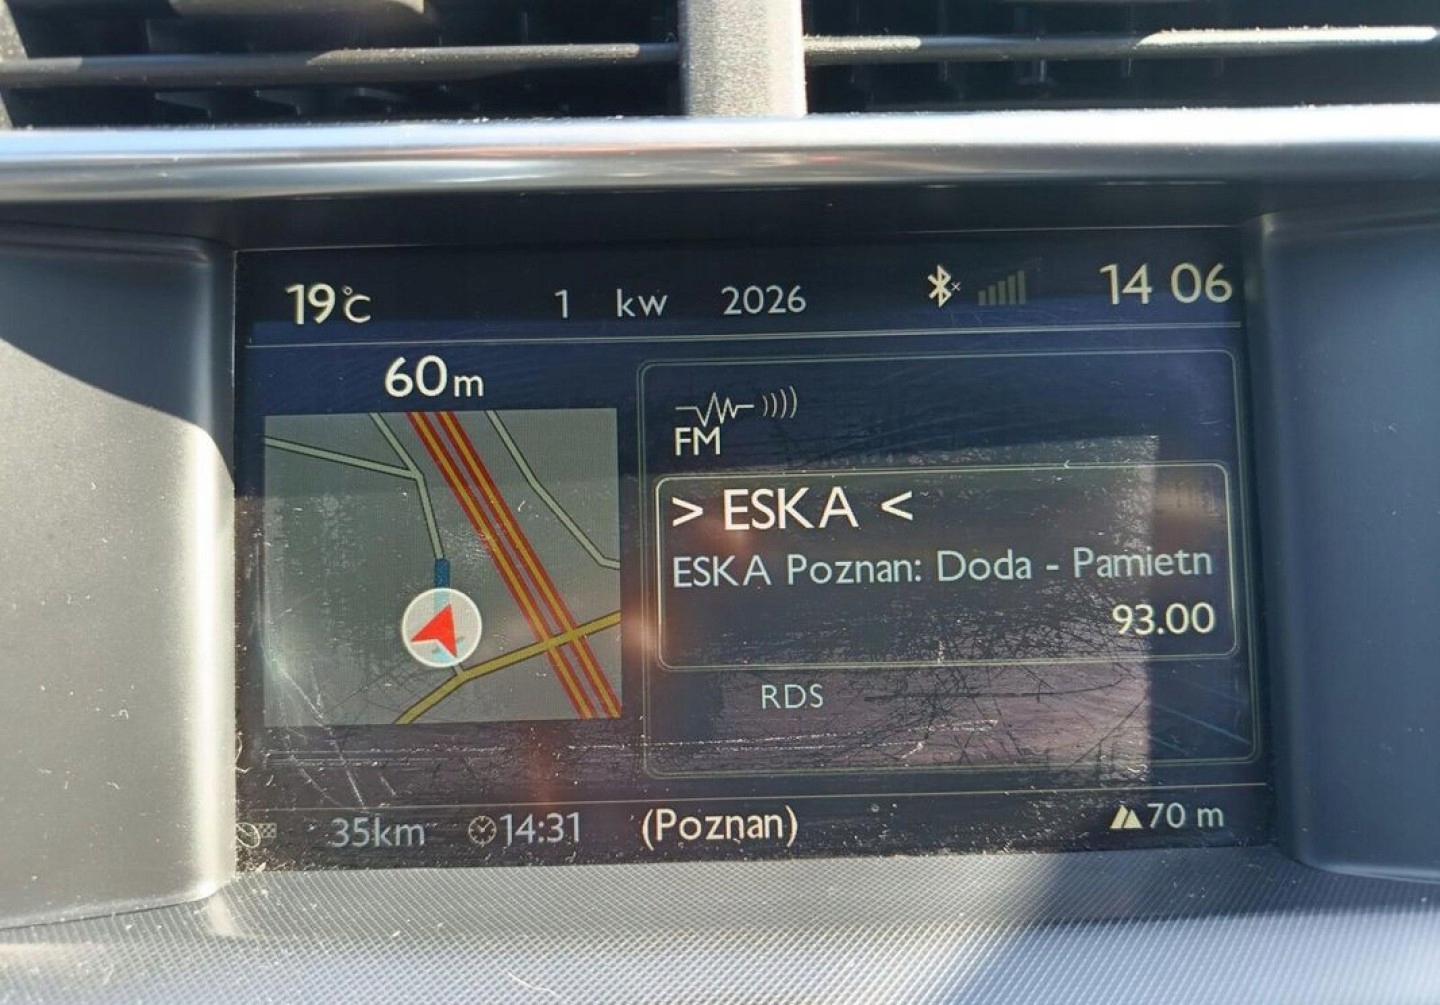 19°C 1 kw 2026 14 06
60m
FM
> ESKA <
ESKA Poznan: Doda - Pamietn
93.00
RDS
35km 14:31 (Poznan) 70 m